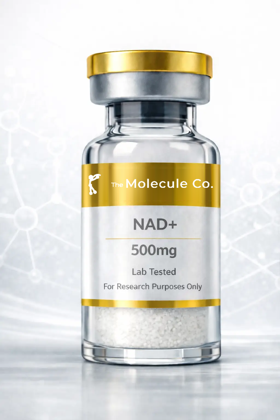 The Molecule Co.
NAD+
500mg
Lab Tested
For Research Purposes Only